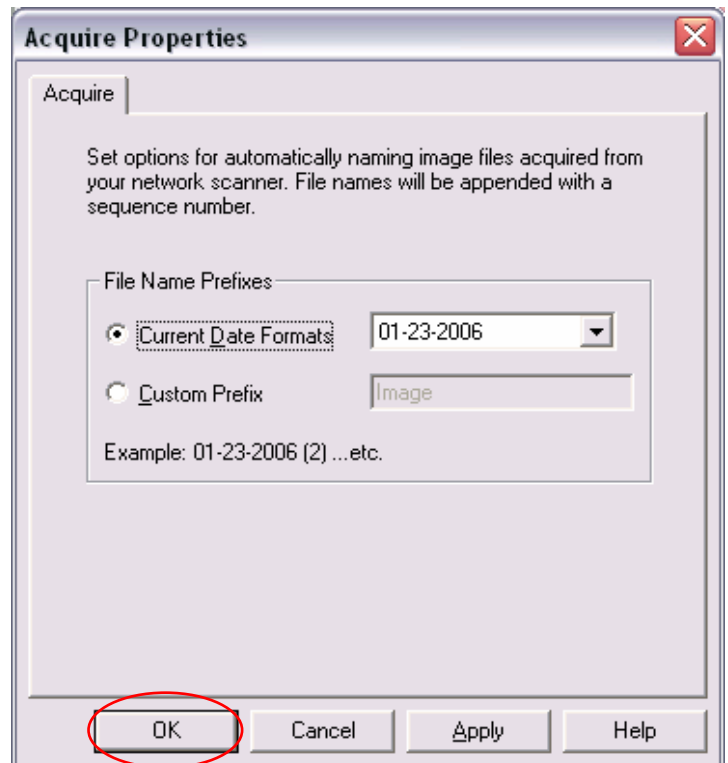 Acquire Properties
Acquire
Set options for automatically naming image files acquired from
your network scanner. File names will be appended with a
sequence number.
File Name Prefixes
Current Date Formats 01-23-2006
Custom Prefix Image
Example: 01-23-2006 (2) ...etc.
OK Cancel Apply Help